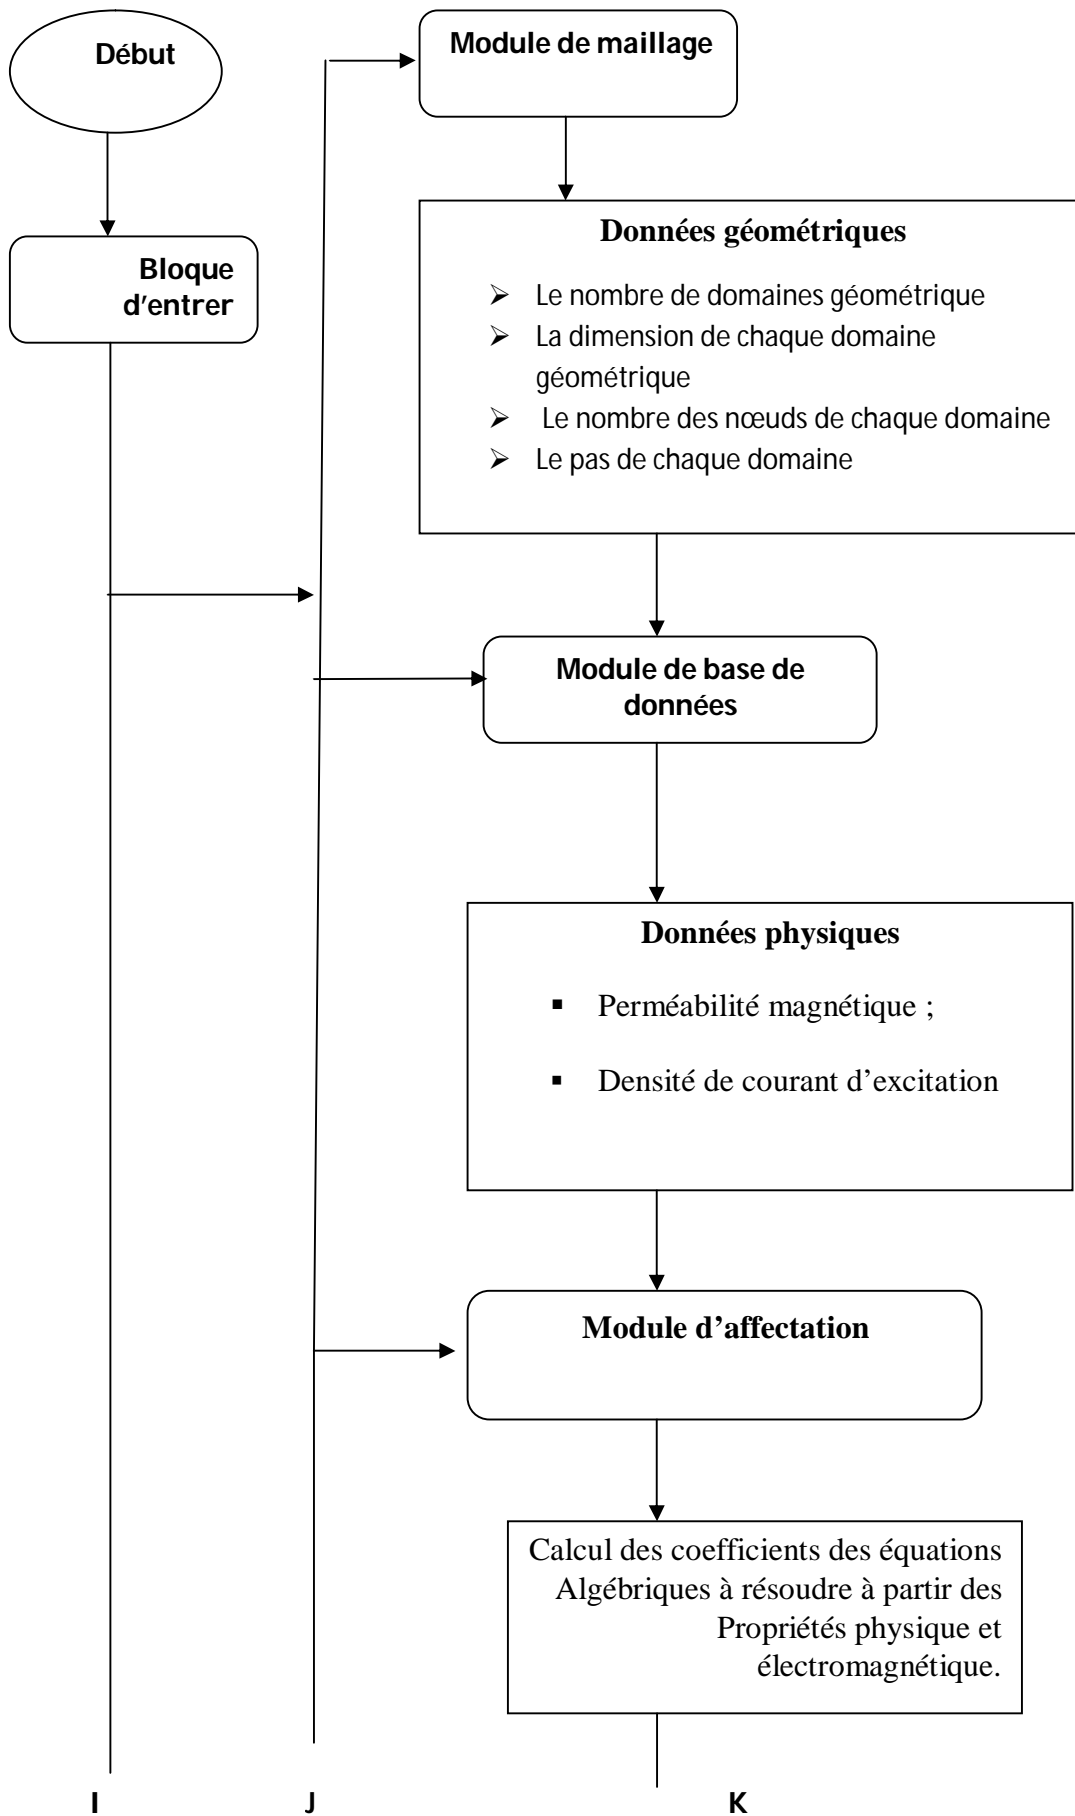 Début
Module de maillage
Bloque
d'entrer
Données géométriques
➢ Le nombre de domaines géométrique
➢ La dimension de chaque domaine
géométrique
➢ Le nombre des nœuds de chaque domaine
➢ Le pas de chaque domaine
Module de base de
données
Données physiques
▪ Perméabilité magnétique ;
▪ Densité de courant d’excitation
Module d’affectation
Calcul des coefficients des équations
Algébriques à résoudre à partir des
Propriétés physique et
électromagnétique.
I J K